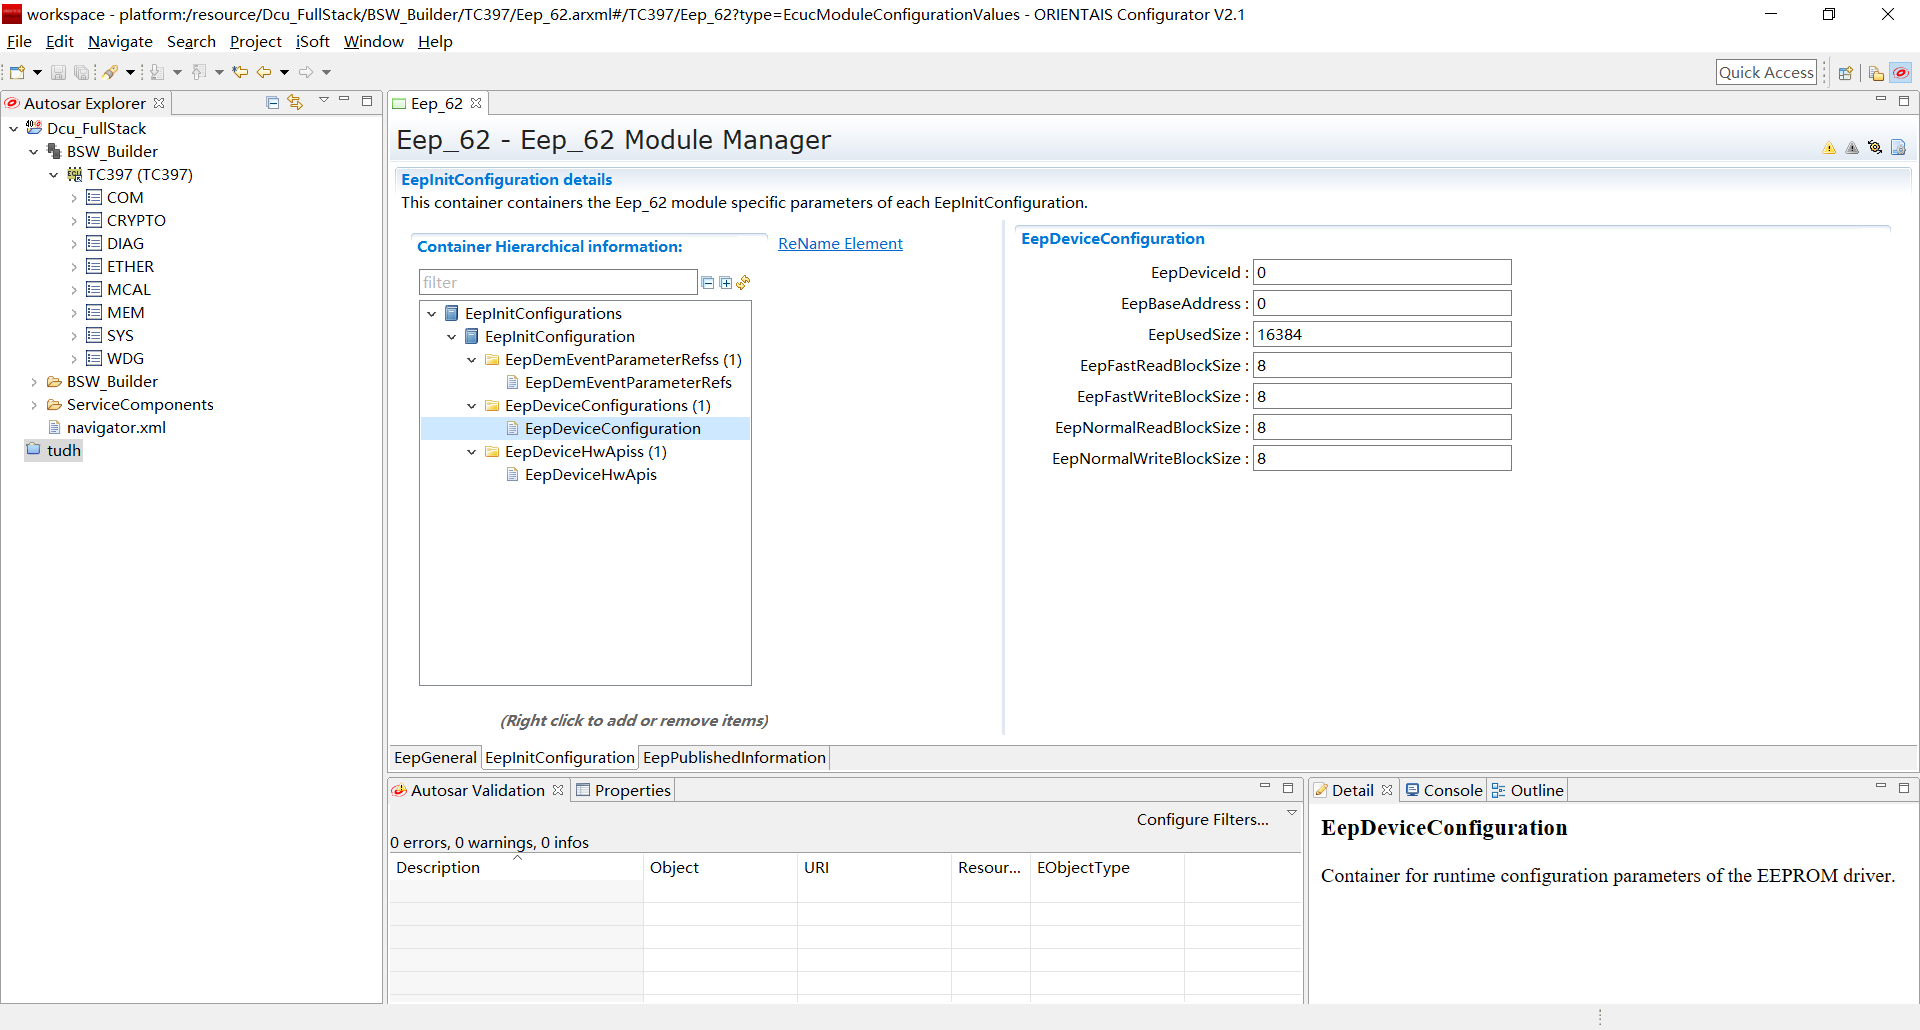 workspace - platform:/resource/Dcu_FullStack/BSW_Builder/TC397/Eep_62.arxml#/TC397/Eep_62?type=EcucModuleConfigurationValues - ORIENTAIS Configurator V2.1
File Edit Navigate Search Project iSoft Window Help
Quick Access
Autosar Explorer
Dcu_FullStack
BSW_Builder
TC397 (TC397)
COM
CRYPTO
DIAG
ETHER
MCAL
MEM
SYS
WDG
BSW_Builder
ServiceComponents
navigator.xml
tudh
Eep_62
Eep_62 - Eep_62 Module Manager
EepInitConfiguration details
This container containers the Eep_62 module specific parameters of each EepInitConfiguration.
Container Hierarchical information:
ReName Element
filter
EepInitConfigurations
EepInitConfiguration
EepDemEventParameterRefss (1)
EepDemEventParameterRefs
EepDeviceConfigurations (1)
EepDeviceConfiguration
EepDeviceHwApiss (1)
EepDeviceHwApis
(Right click to add or remove items)
EepDeviceConfiguration
EepDeviceId : 0
EepBaseAddress : 0
EepUsedSize : 16384
EepFastReadBlockSize : 8
EepFastWriteBlockSize : 8
EepNormalReadBlockSize : 8
EepNormalWriteBlockSize : 8
EepGeneral EepInitConfiguration EepPublishedInformation
Autosar Validation Properties
Configure Filters...
0 errors, 0 warnings, 0 infos
Description Object URI Resour... EObjectType
Detail Console Outline
EepDeviceConfiguration
Container for runtime configuration parameters of the EEPROM driver.